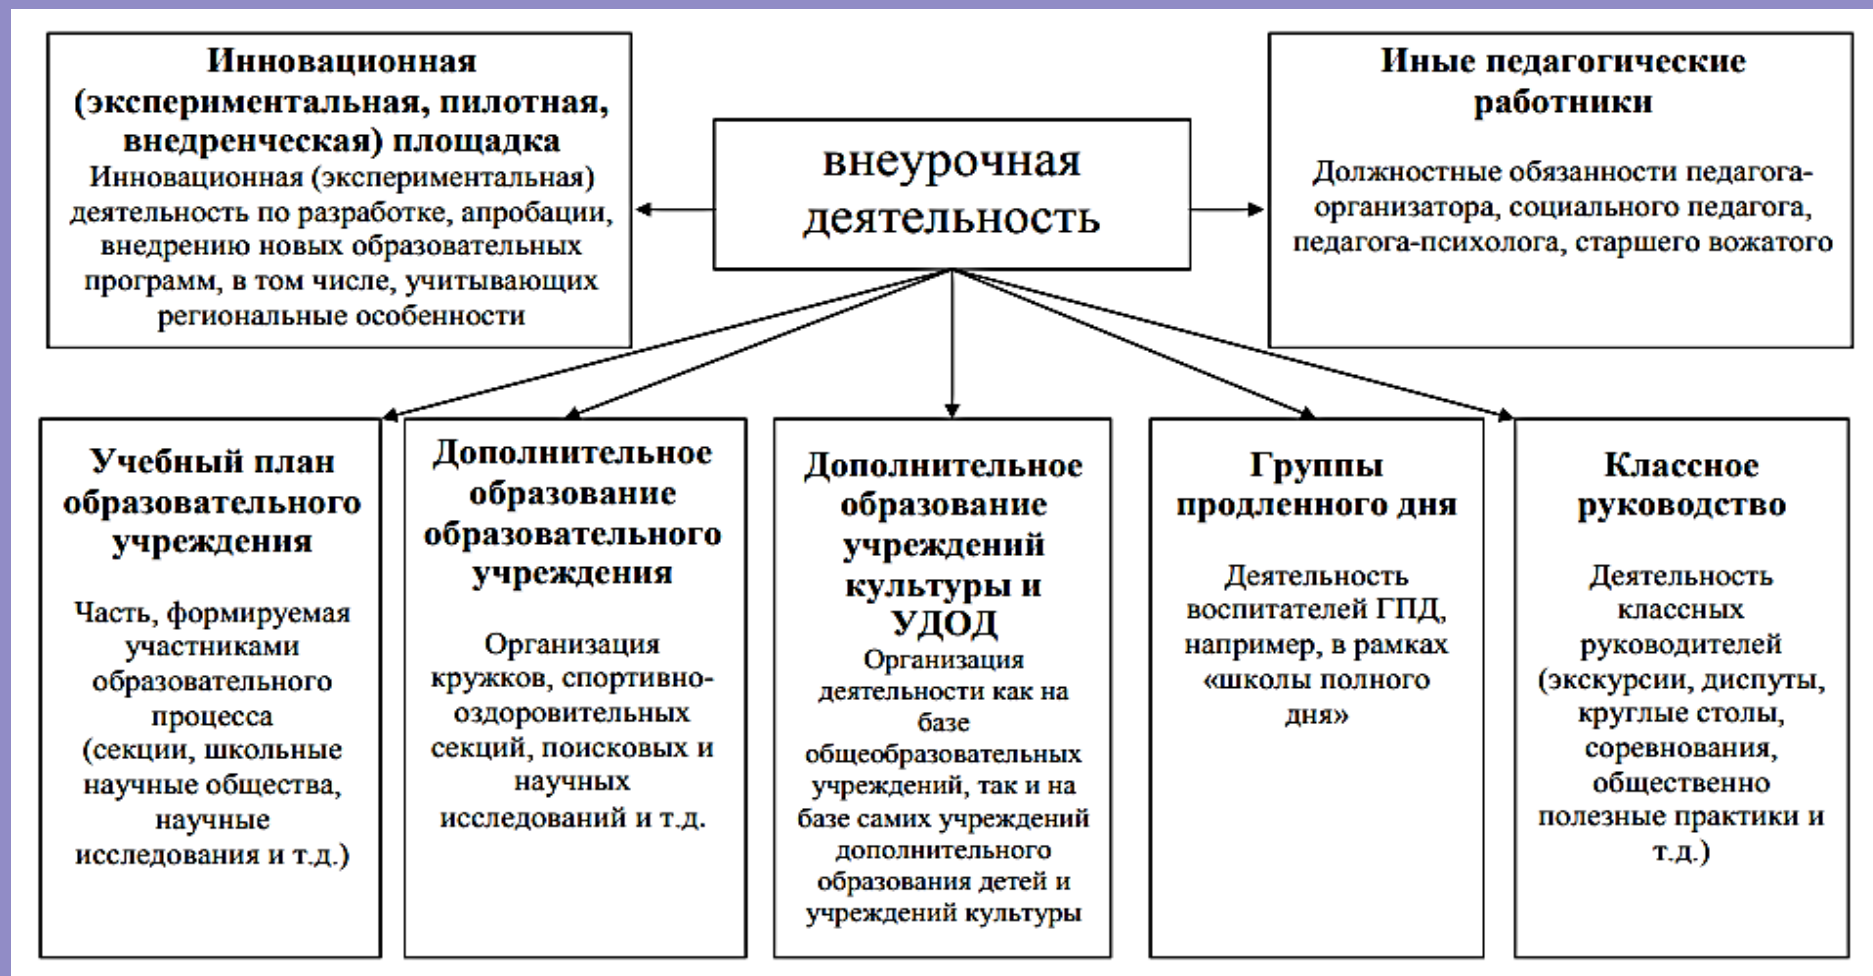 Инновационная
(экспериментальная, пилотная,
внедренческая) площадка
Инновационная (экспериментальная)
деятельность по разработке, апробации,
внедрению новых образовательных
программ, в том числе, учитывающих
региональные особенности
внеурочная
деятельность
Иные педагогические
работники
Должностные обязанности педагога-
организатора, социального педагога,
педагога-психолога, старшего вожатого
Учебный план
образовательного
учреждения
Часть, формируемая
участниками
образовательного
процесса
(секции, школьные
научные общества,
научные
исследования и т.д.)
Дополнительное
образование
образовательного
учреждения
Организация
кружков, спортивно-
оздоровительных
секций, поисковых и
научных
исследований и т.д.
Дополнительное
образование
учреждений
культуры и
УДОД
Организация
деятельности как на
базе
общеобразовательных
учреждений, так и на
базе самих учреждений
дополнительного
образования детей и
учреждений культуры
Группы
продленного дня
Деятельность
воспитателей ГПД,
например, в рамках
«школы полного
дня»
Классное
руководство
Деятельность
классных
руководителей
(экскурсии, диспуты,
круглые столы,
соревнования,
общественно
полезные практики и
т.д.)